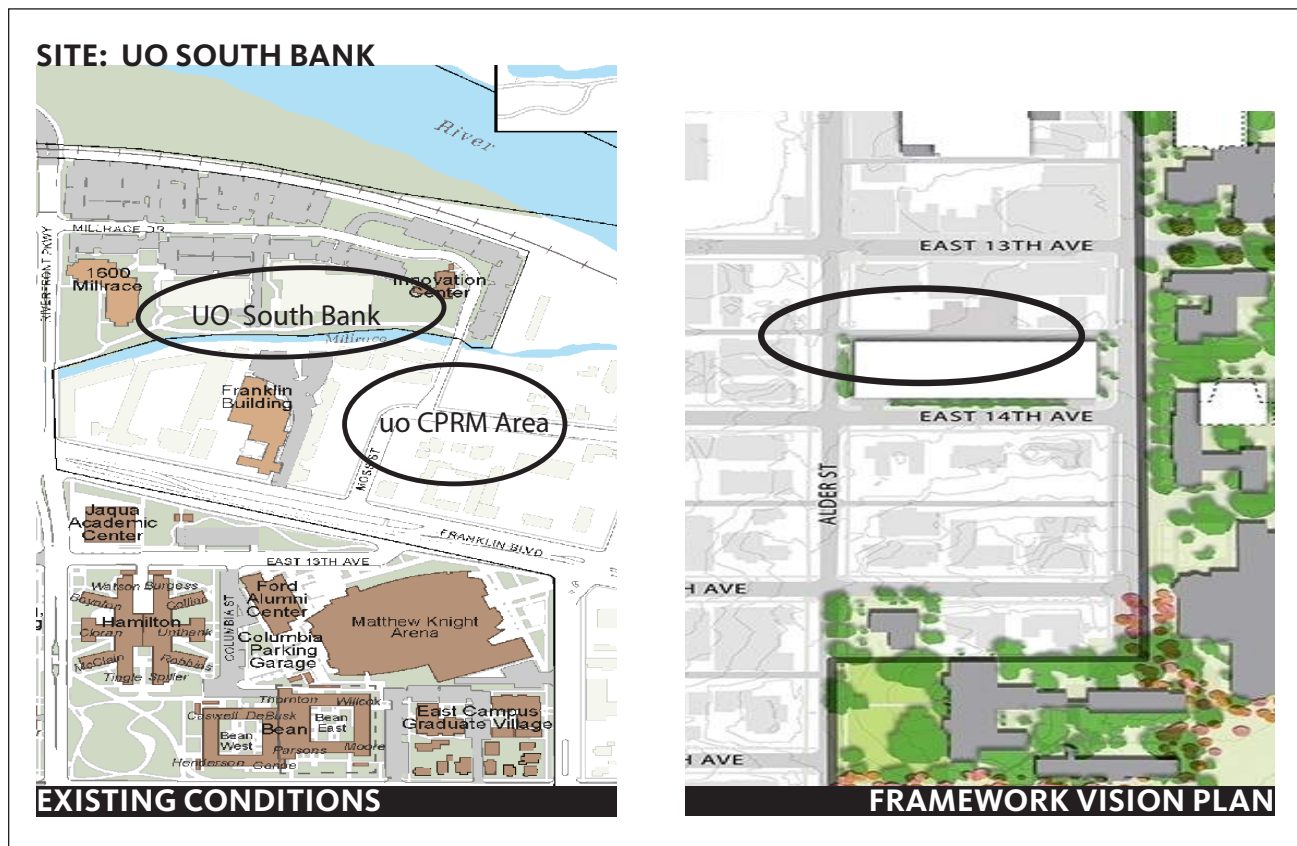 SITE: UO SOUTH BANK
River
MILLRACE DR
RIVERFRONT PKWY
1600
Millrace
Innovation
Center
UO South Bank
Millrace
Franklin
Building
uo CPRM Area
MOSS ST
Jaqua
Academic
Center
FRANKLIN BLVD
EAST 13TH AVE
Watson Burgess
Boynton
Collier
Hamilton
Cloran
Unthank
McClain
Robbins
Tingle
Spiller
COLUMBIA ST
Ford
Alumni
Center
Columbia
Parking
Garage
Matthew Knight
Arena
Thornton
Willcox
Caswell DeBusk
Bean
Bean
West
Bean
East
Parsons
Moore
Henderson
Ganoe
East Campus
Graduate Village
EXISTING CONDITIONS
EAST 13TH AVE
EAST 14TH AVE
ALDER ST
H AVE
H AVE
FRAMEWORK VISION PLAN